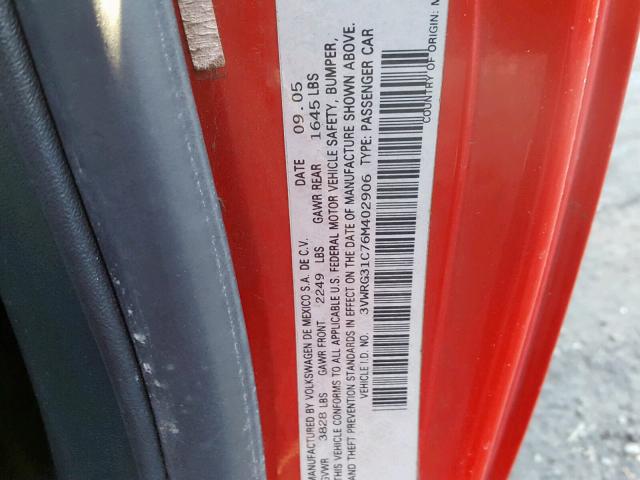 MANUFACTURED BY VOLKSWAGEN DE MEXICO S.A. DE C.V. DATE 09.05
GVWR 3828 LBS GAWR FRONT 2249 LBS GAWR REAR 1645 LBS
THIS VEHICLE CONFORMS TO ALL APPLICABLE U.S. FEDERAL MOTOR VEHICLE SAFETY, BUMPER,
AND THEFT PREVENTION STANDARDS IN EFFECT ON THE DATE OF MANUFACTURE SHOWN ABOVE.
VEHICLE I.D. NO. 3VWRG31C76M402906 TYPE: PASSENGER CAR
COUNTRY OF ORIGIN: M